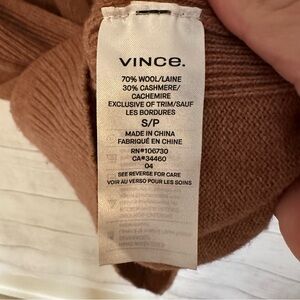 VINCE.
70% WOOL/LAINE
30% CASHMERE/
CACHEMIRE
EXCLUSIVE OF TRIM/SAUF
LES BORDURES
S/P
MADE IN CHINA
FABRIQUÉ EN CHINE
RN#106730
CA#34460
04
SEE REVERSE FOR CARE
VOIR AU VERSO POUR LES SOINS